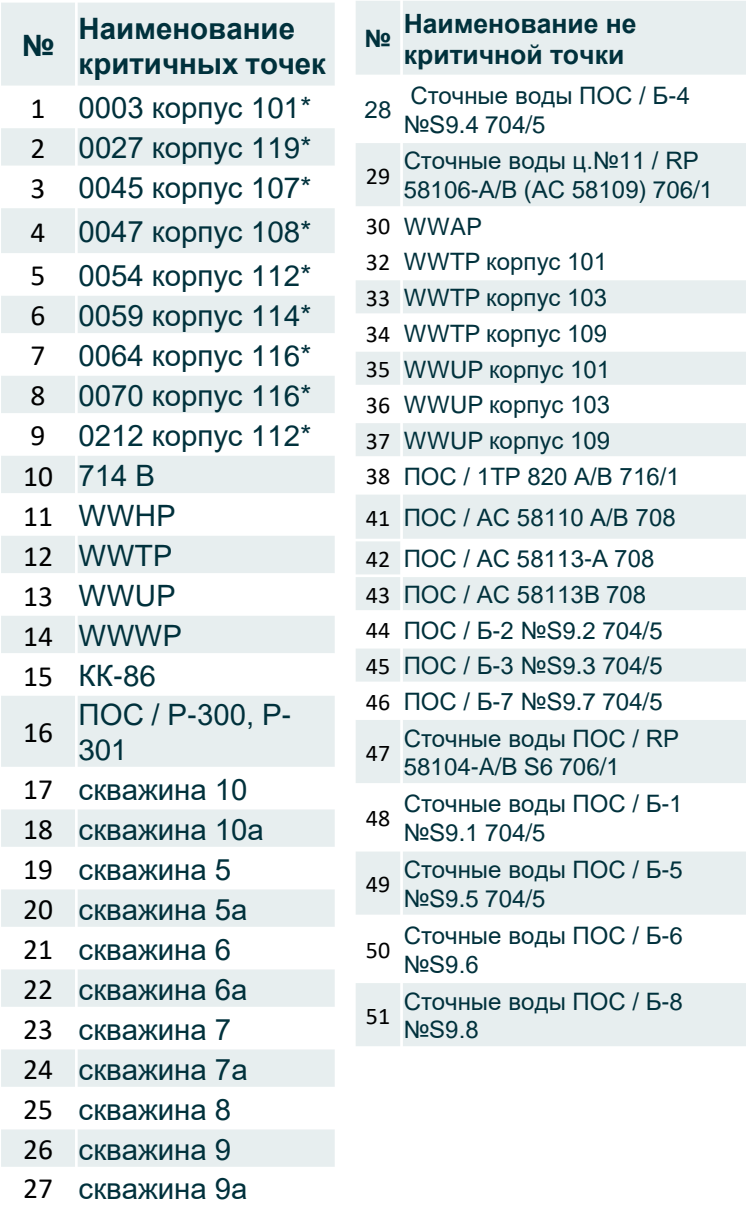 № Наименование
критичных точек
1 0003 корпус 101*
2 0027 корпус 119*
3 0045 корпус 107*
4 0047 корпус 108*
5 0054 корпус 112*
6 0059 корпус 114*
7 0064 корпус 116*
8 0070 корпус 116*
9 0212 корпус 112*
10 714 В
11 WWHP
12 WWTP
13 WWUP
14 WWWP
15 КК-86
16 ПОС / Р-300, Р-
301
17 скважина 10
18 скважина 10а
19 скважина 5
20 скважина 5а
21 скважина 6
22 скважина 6а
23 скважина 7
24 скважина 7а
25 скважина 8
26 скважина 9
27 скважина 9а
№ Наименование не
критичной точки
28 Сточные воды ПОС / Б-4
№S9.4 704/5
29 Сточные воды ц.№11 / RP
58106-А/В (АС 58109) 706/1
30 WWAP
32 WWTP корпус 101
33 WWTP корпус 103
34 WWTP корпус 109
35 WWUP корпус 101
36 WWUP корпус 103
37 WWUP корпус 109
38 ПОС / 1ТР 820 А/В 716/1
41 ПОС / АС 58110 А/В 708
42 ПОС / АС 58113-А 708
43 ПОС / АС 58113В 708
44 ПОС / Б-2 №S9.2 704/5
45 ПОС / Б-3 №S9.3 704/5
46 ПОС / Б-7 №S9.7 704/5
47 Сточные воды ПОС / RP
58104-А/В S6 706/1
48 Сточные воды ПОС / Б-1
№S9.1 704/5
49 Сточные воды ПОС / Б-5
№S9.5 704/5
50 Сточные воды ПОС / Б-6
№S9.6
51 Сточные воды ПОС / Б-8
№S9.8